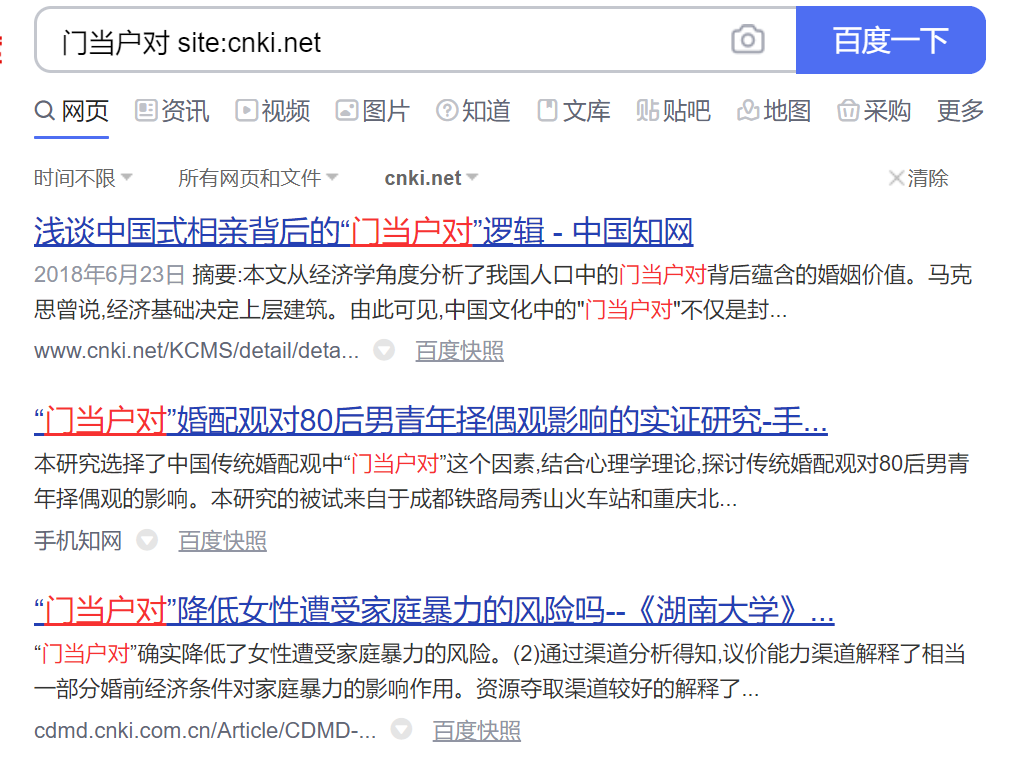 门当户对 site:cnki.net
百度一下
网页 资讯 视频 图片 知道 文库 贴吧 地图 采购 更多
时间不限 所有网页和文件 cnki.net 清除
浅谈中国式相亲背后的“门当户对”逻辑 - 中国知网
2018年6月23日 摘要:本文从经济学角度分析了我国人口中的门当户对背后蕴含的婚姻价值。马克
思曾说,经济基础决定上层建筑。由此可见,中国文化中的"门当户对"不仅是封...
www.cnki.net/KCMS/detail/deta... 百度快照
“门当户对”婚配观对80后男青年择偶观影响的实证研究-手...
本研究选择了中国传统婚配观中“门当户对”这个因素,结合心理学理论,探讨传统婚配观对80后男青
年择偶观的影响。本研究的被试来自于成都铁路局秀山火车站和重庆北...
手机知网 百度快照
“门当户对”降低女性遭受家庭暴力的风险吗--《湖南大学》...
“门当户对”确实降低了女性遭受家庭暴力的风险。(2)通过渠道分析得知,议价能力渠道解释了相当
一部分婚前经济条件对家庭暴力的影响作用。资源夺取渠道较好的解释了...
cdmd.cnki.com.cn/Article/CDMD-... 百度快照